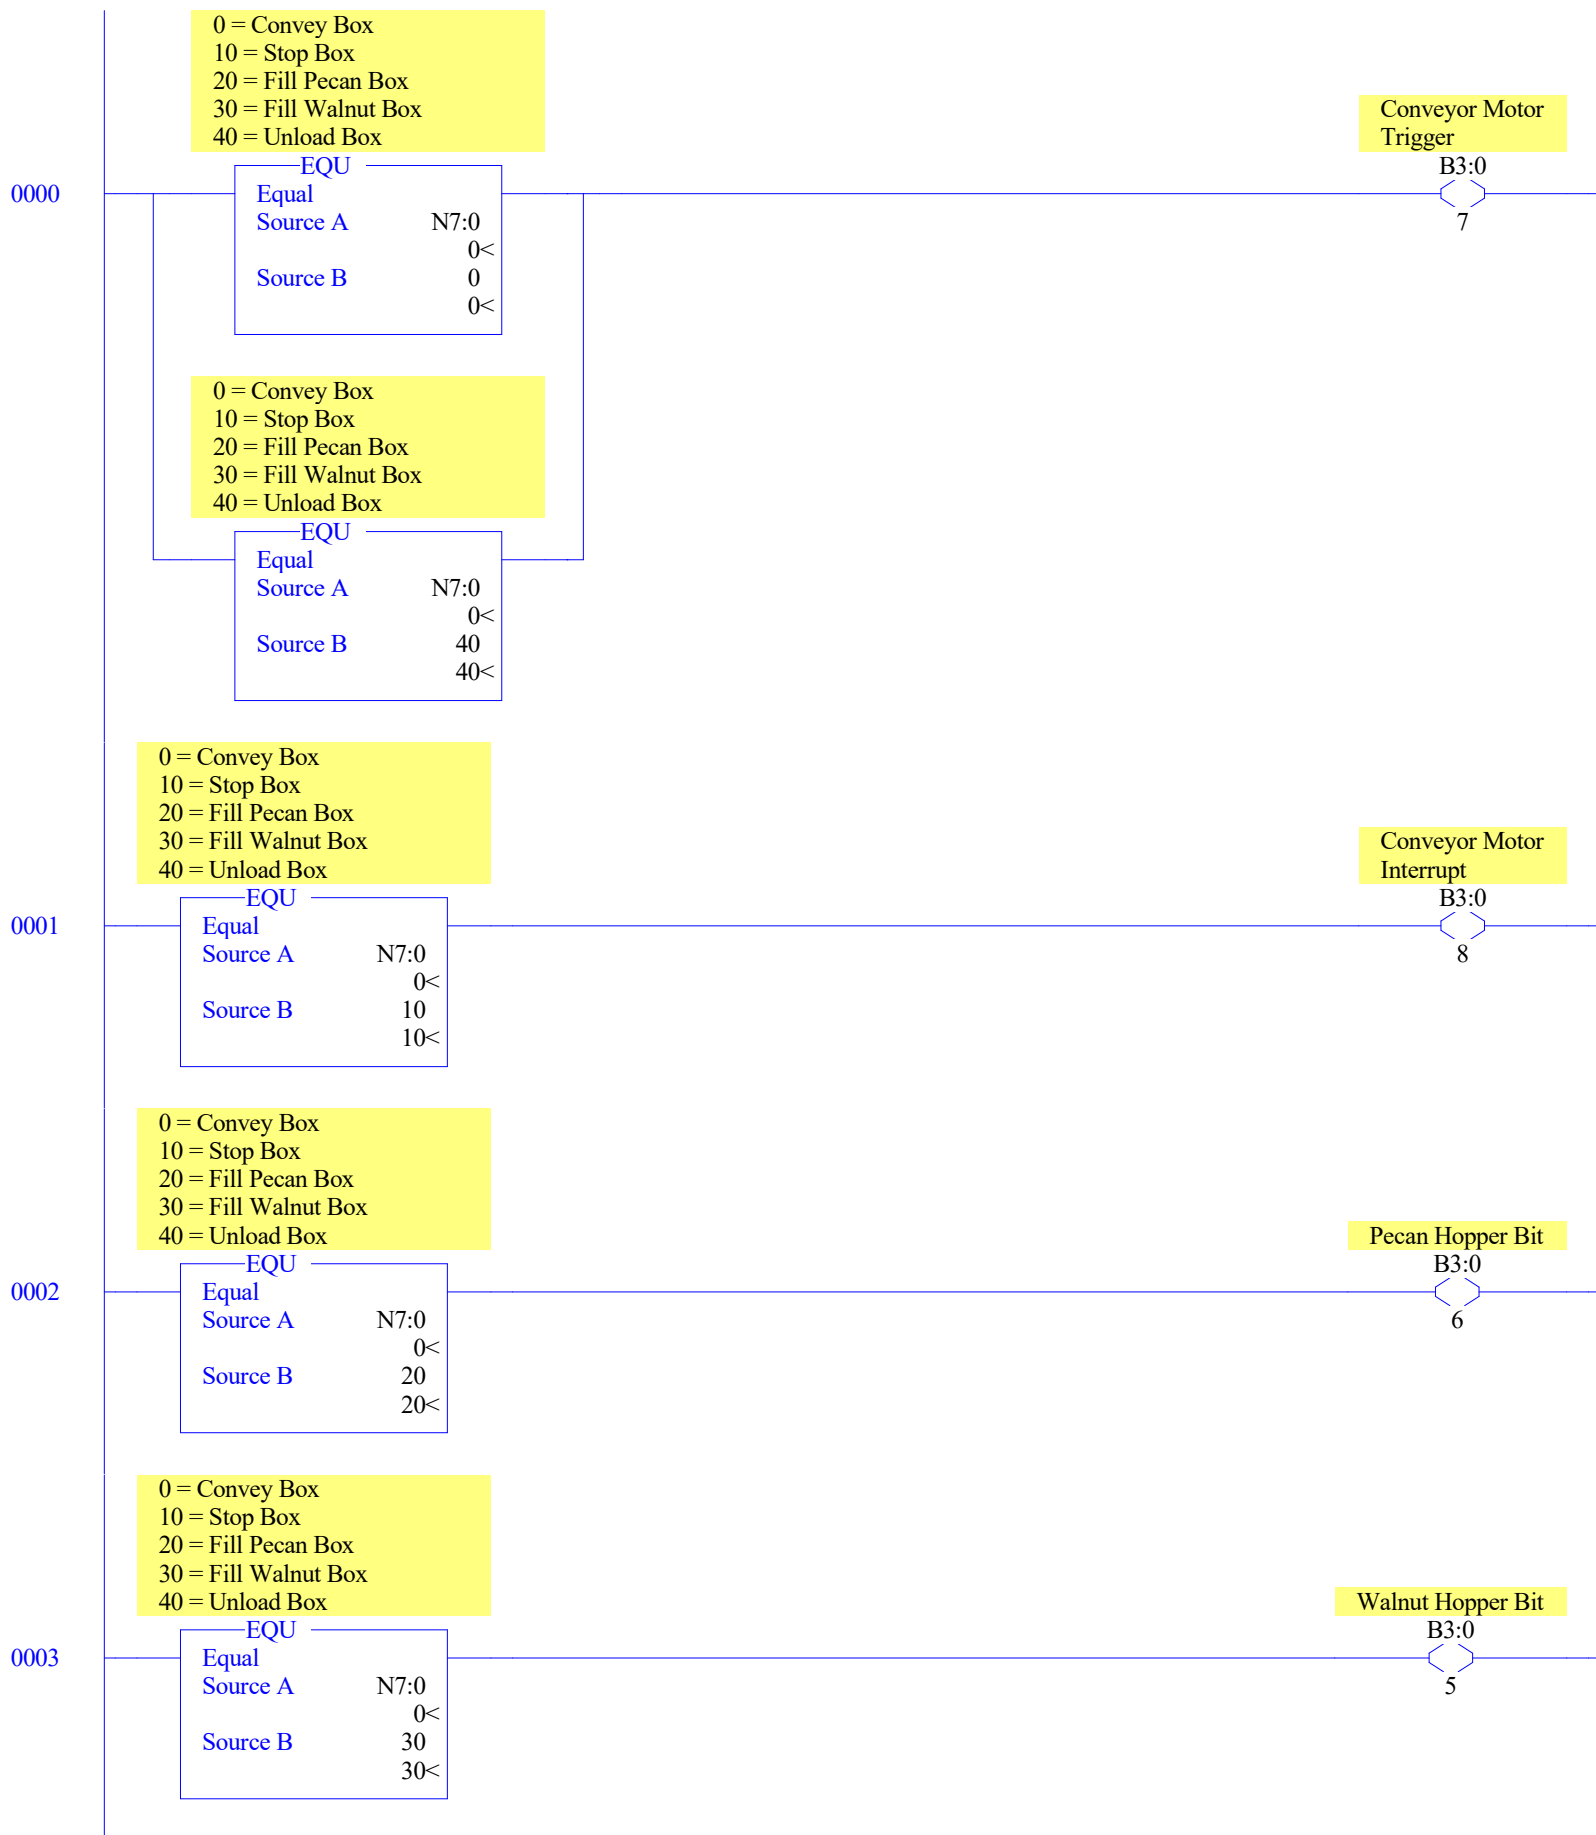 0 = Convey Box
10 = Stop Box
20 = Fill Pecan Box
30 = Fill Walnut Box
40 = Unload Box
Conveyor Motor
Trigger
EQU
B3:0
0000
Equal
Source A N7:0
7
0<
Source B 0
0<
0 = Convey Box
10 = Stop Box
20 = Fill Pecan Box
30 = Fill Walnut Box
40 = Unload Box
EQU
Equal
Source A N7:0
0<
Source B 40
40<
0 = Convey Box
10 = Stop Box
20 = Fill Pecan Box
30 = Fill Walnut Box
40 = Unload Box
Conveyor Motor
Interrupt
EQU
B3:0
0001
Equal
Source A N7:0
8
0<
Source B 10
10<
0 = Convey Box
10 = Stop Box
20 = Fill Pecan Box
30 = Fill Walnut Box
40 = Unload Box
Pecan Hopper Bit
EQU
B3:0
0002
Equal
Source A N7:0
6
0<
Source B 20
20<
0 = Convey Box
10 = Stop Box
20 = Fill Pecan Box
30 = Fill Walnut Box
40 = Unload Box
Walnut Hopper Bit
EQU
B3:0
0003
Equal
Source A N7:0
5
0<
Source B 30
30<